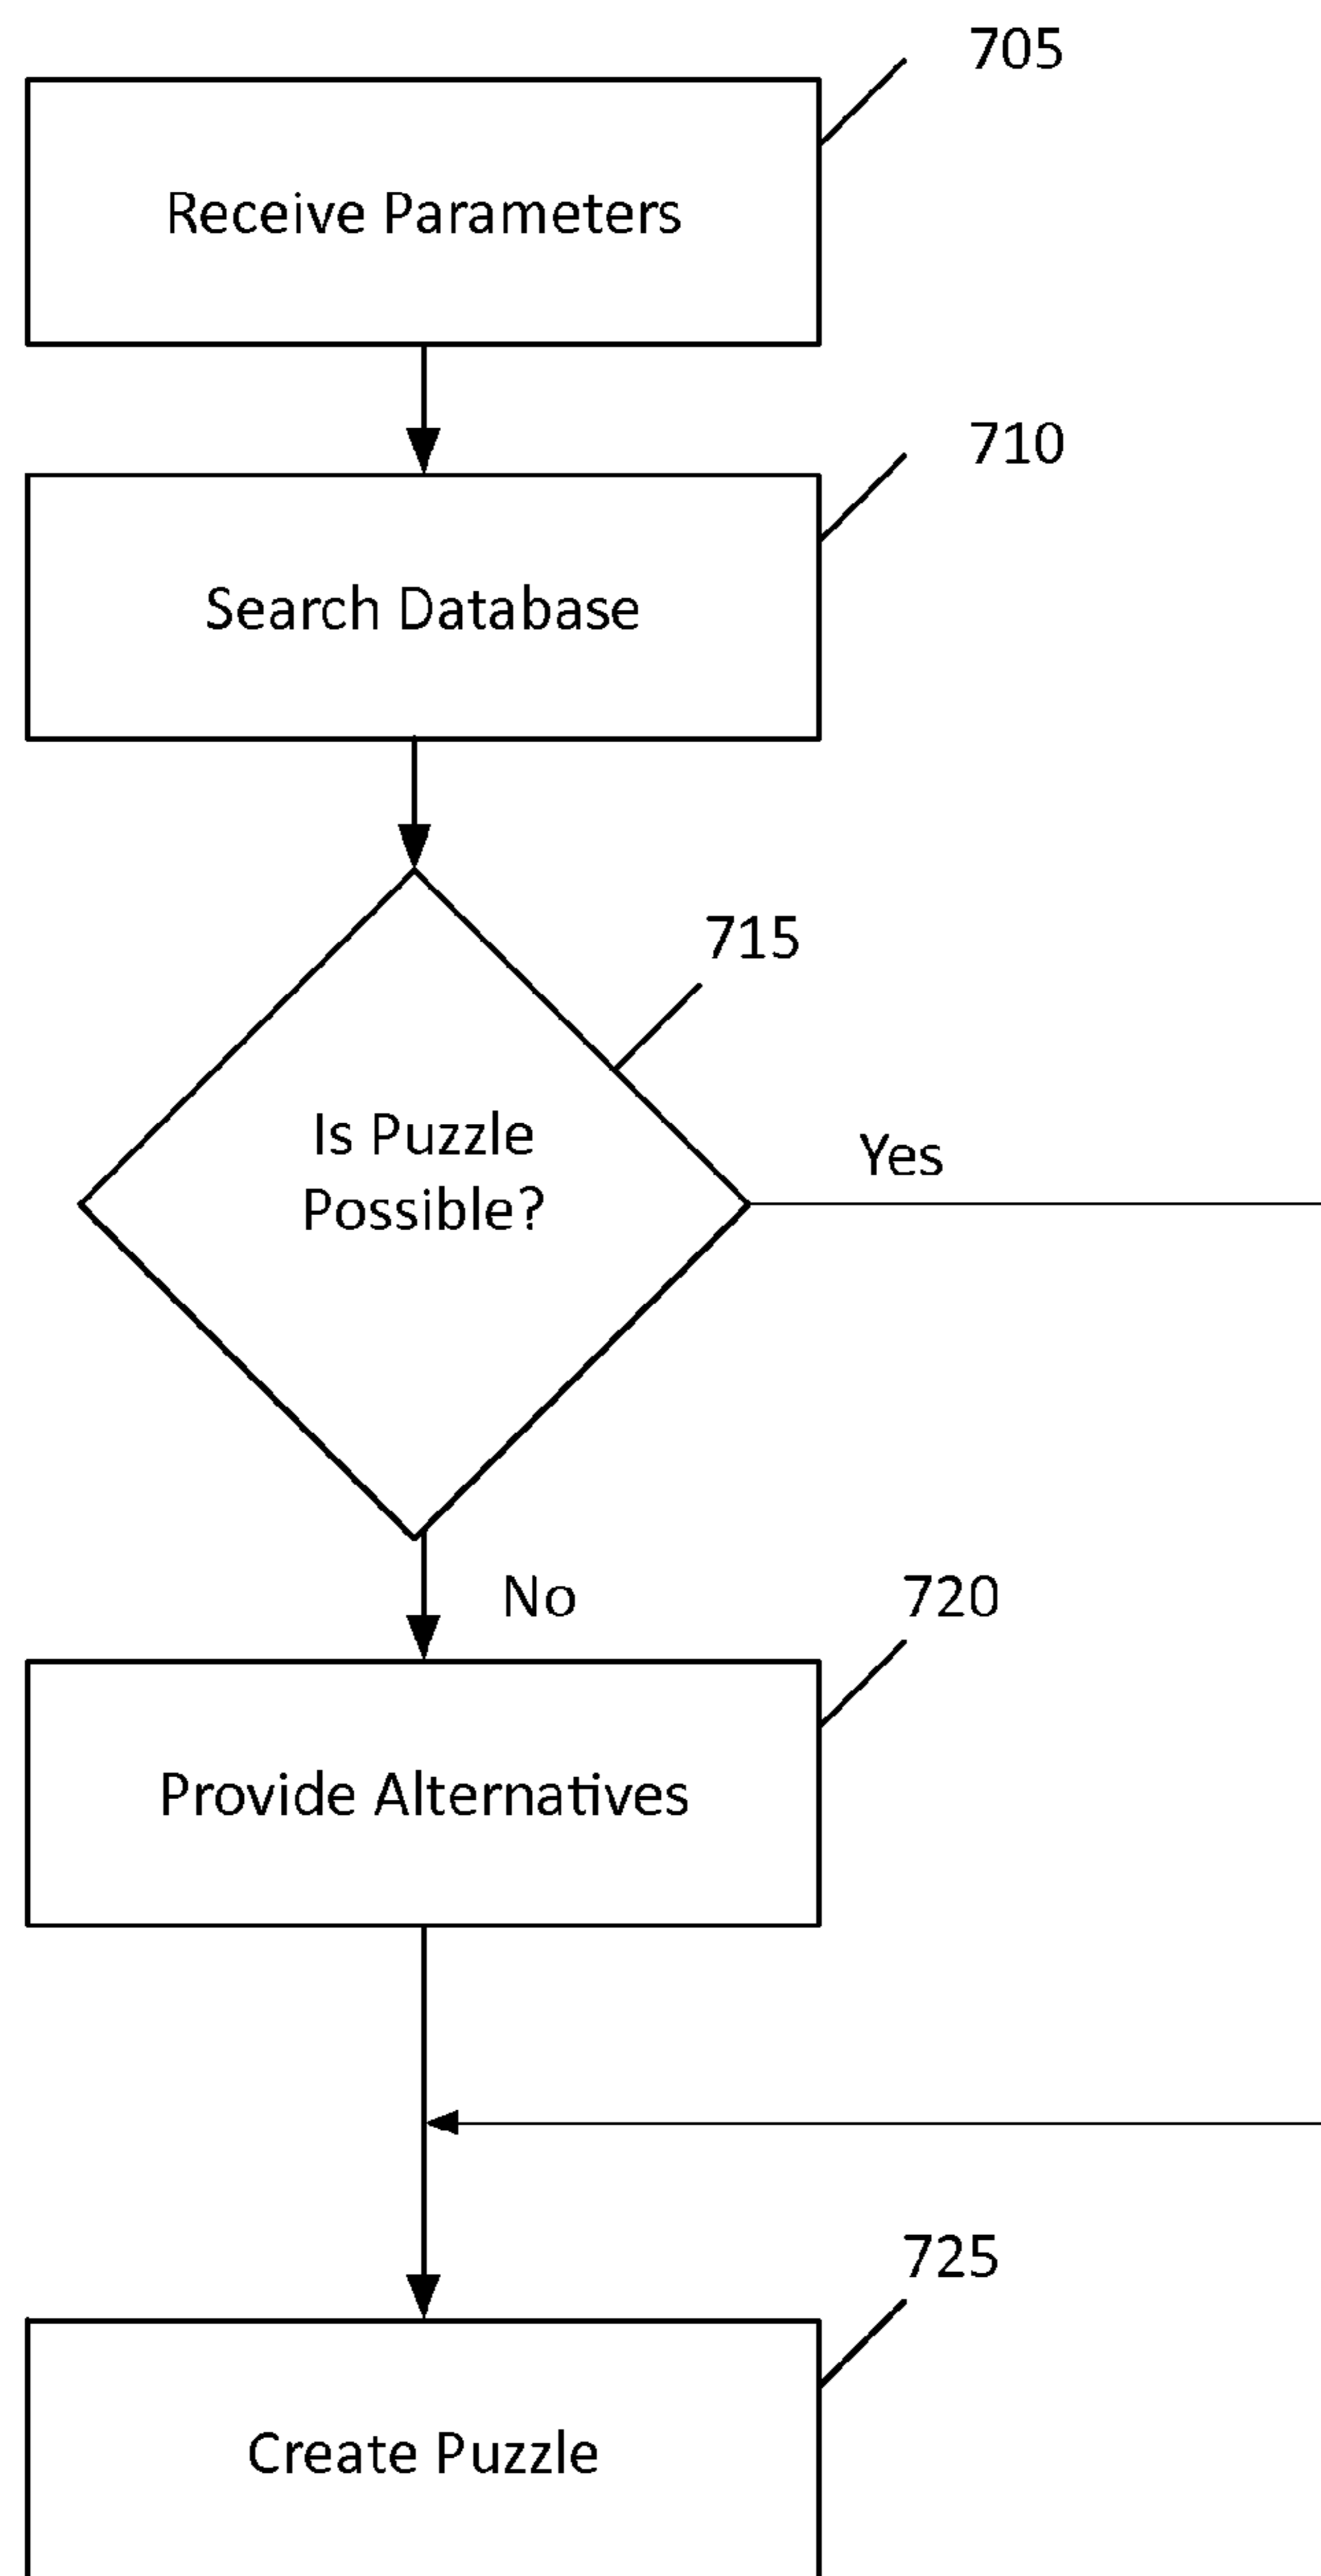 705
Receive Parameters
710
Search Database
715
Is Puzzle
Possible?
Yes
No
720
Provide Alternatives
725
Create Puzzle